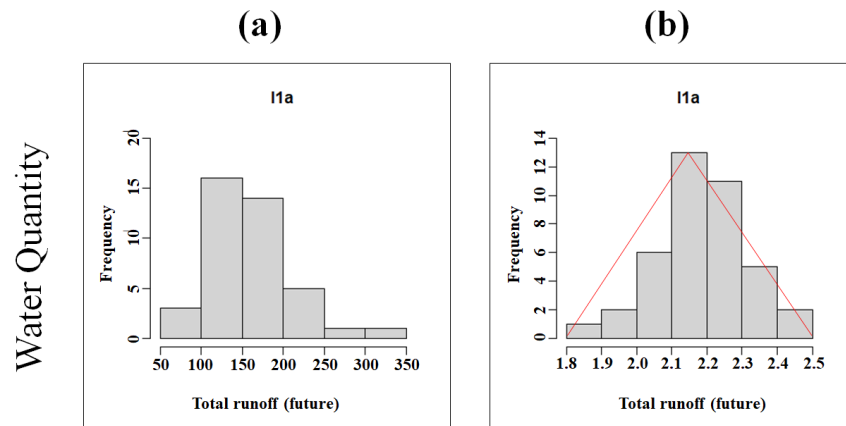 (a)
(b)
Water Quantity
I1a
Frequency
20
15
10
5
0
50 100 150 200 250 300 350
Total runoff (future)
I1a
Frequency
14
12
10
8
6
4
2
0
1.8 1.9 2.0 2.1 2.2 2.3 2.4 2.5
Total runoff (future)